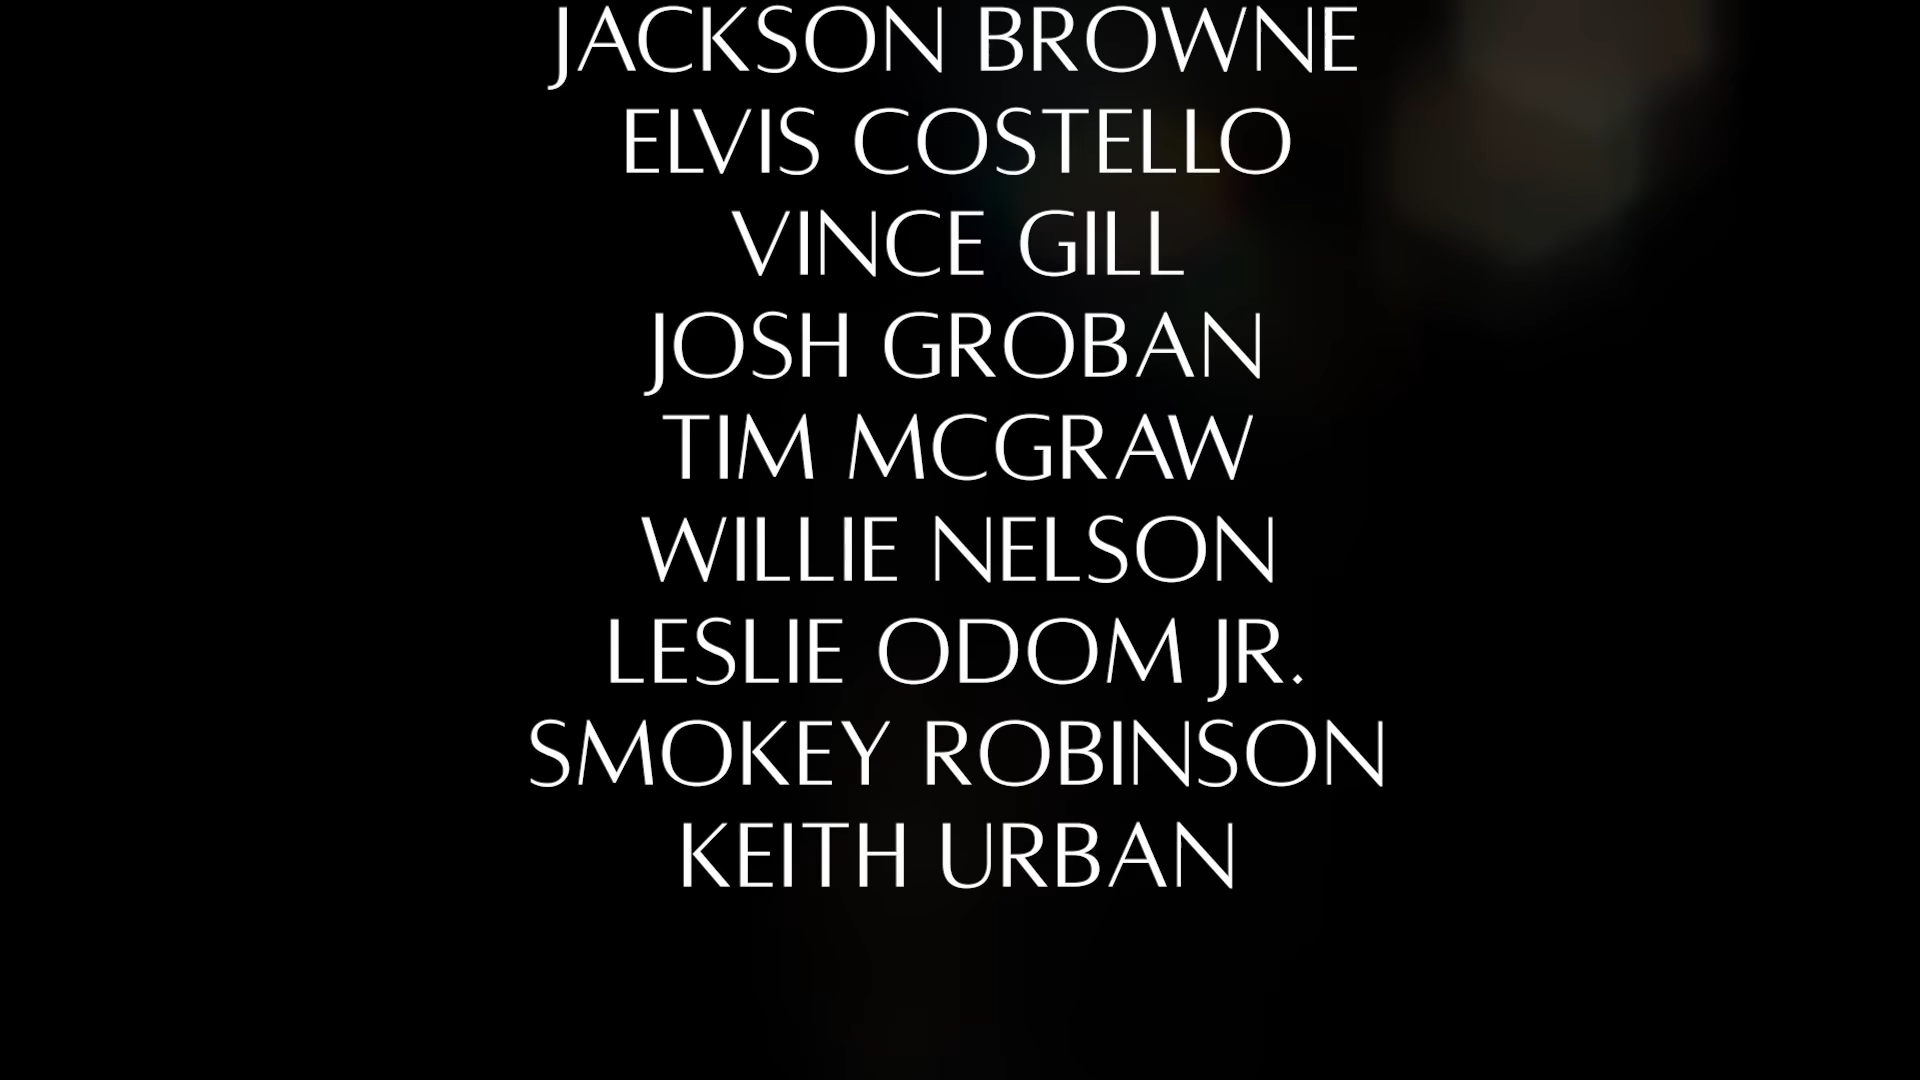 JACKSON BROWNE
ELVIS COSTELLO
VINCE GILL
JOSH GROBAN
TIM MCGRAW
WILLIE NELSON
LESLIE ODOM JR.
SMOKEY ROBINSON
KEITH URBAN